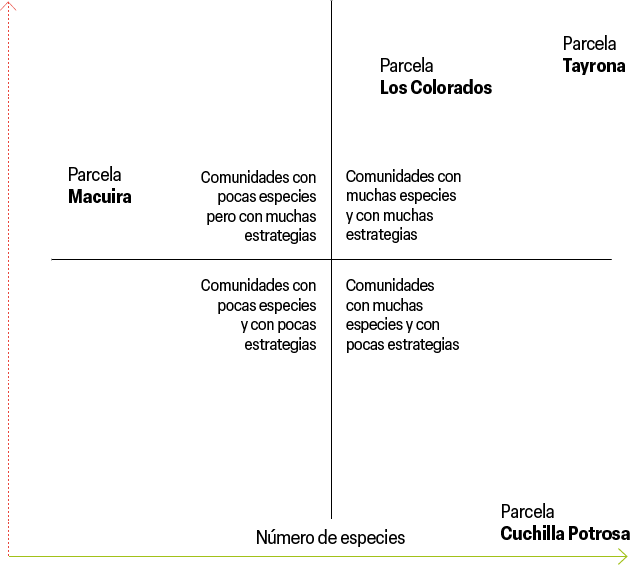 Parcela
Tayrona
Parcela
Los Colorados
Parcela
Macuira
Comunidades con
pocas especies
pero con muchas
estrategias
Comunidades con
muchas especies
y con muchas
estrategias
Comunidades con
pocas especies
y con pocas
estrategias
Comunidades
con muchas
especies y con
pocas estrategias
Parcela
Cuchilla Potrosa
Número de especies